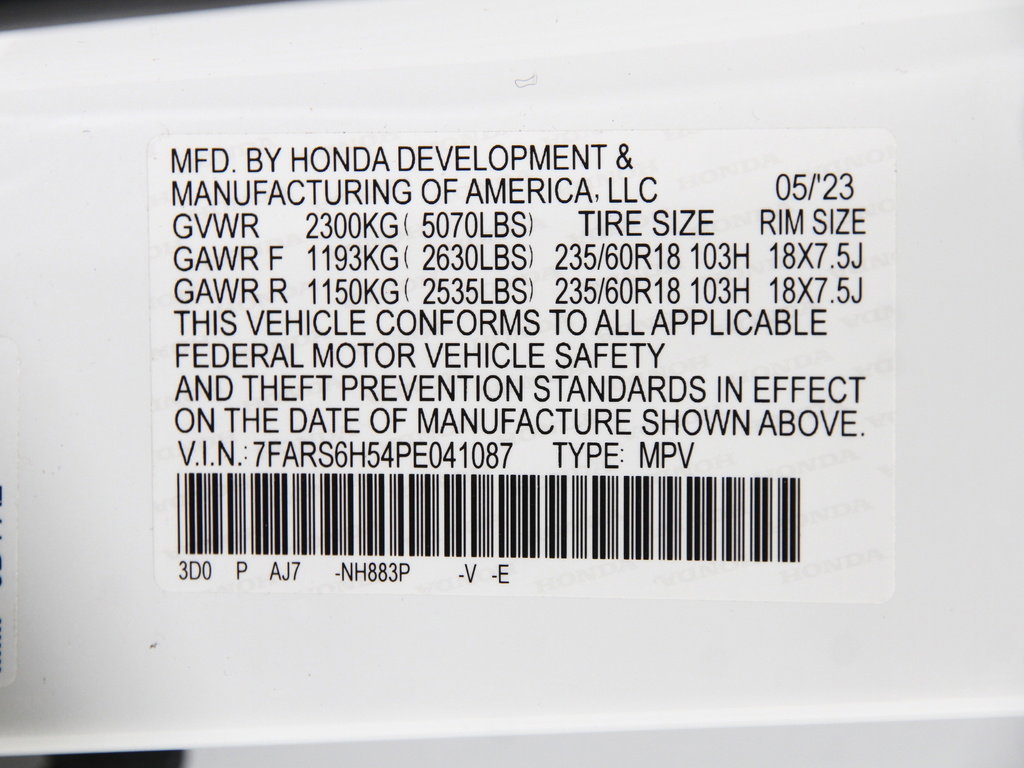 MFD. BY HONDA DEVELOPMENT &
MANUFACTURING OF AMERICA, LLC 05/'23
GVWR 2300KG( 5070LBS) TIRE SIZE RIM SIZE
GAWR F 1193KG( 2630LBS) 235/60R18 103H 18X7.5J
GAWR R 1150KG( 2535LBS) 235/60R18 103H 18X7.5J
THIS VEHICLE CONFORMS TO ALL APPLICABLE
FEDERAL MOTOR VEHICLE SAFETY
AND THEFT PREVENTION STANDARDS IN EFFECT
ON THE DATE OF MANUFACTURE SHOWN ABOVE.
V.I.N.: 7FARS6H54PE041087 TYPE: MPV
3D0 P AJ7 -NH883P -V -E